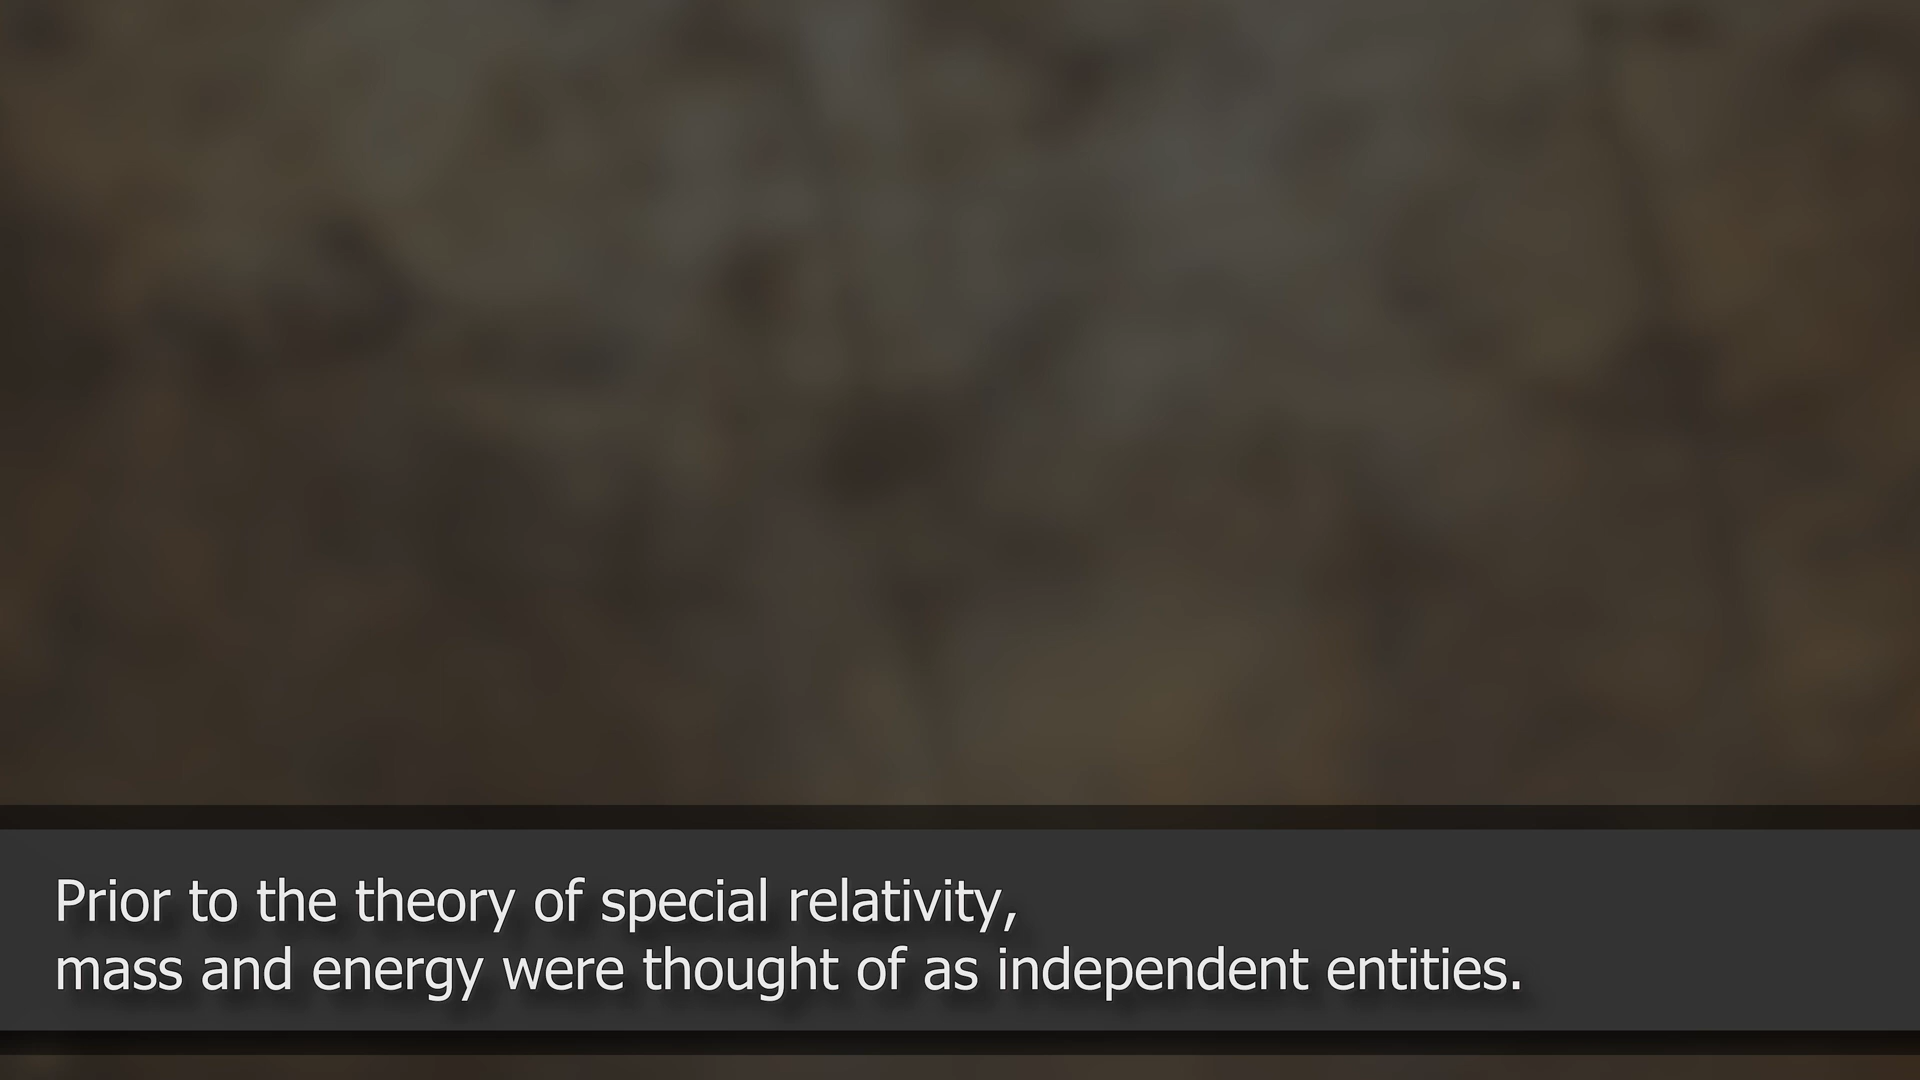 Prior to the theory of special relativity,
mass and energy were thought of as independent entities.